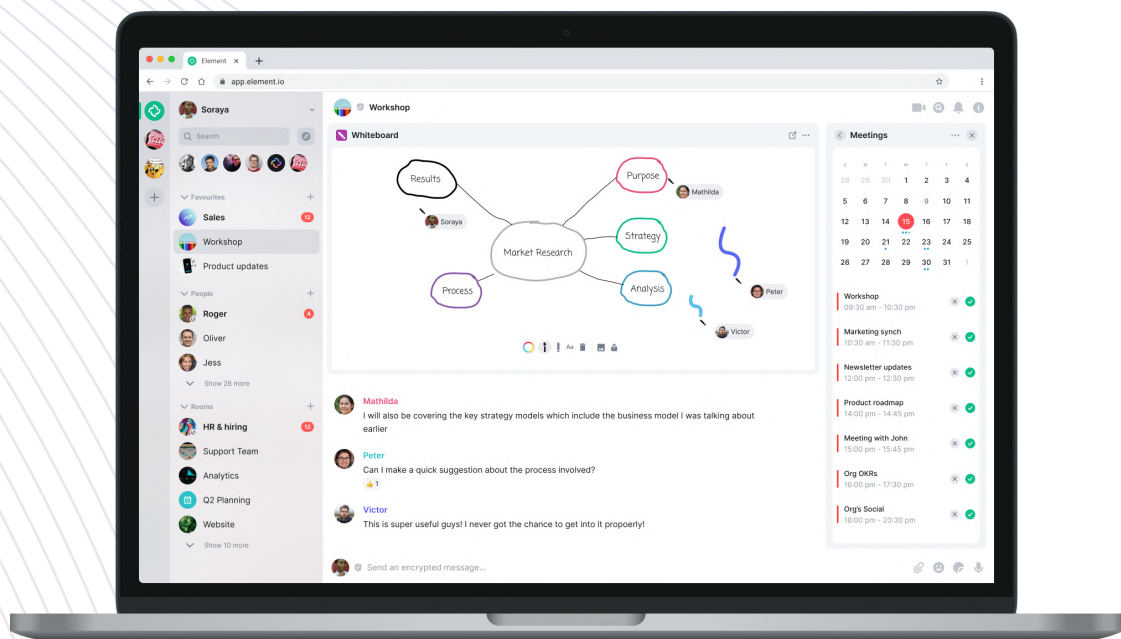 Element
app.element.io
Soraya
Search
Favourites
Sales 12
Workshop
Product updates
People
Roger 4
Oliver
Jess
Show 26 more
Rooms
HR & hiring 12
Support Team
Analytics
Q2 Planning
Website
Show 10 more
Workshop
Whiteboard
Results
Purpose
Mathilda
Soraya
Strategy
Market Research
Process
Analysis
Peter
Victor
Aa
Mathilda
I will also be covering the key strategy models which include the business model I was talking about
earlier
Peter
Can I make a quick suggestion about the process involved?
👍 1
Victor
This is super useful guys! I never got the chance to get into it propoerly!
Send an encrypted message...
Meetings
S M T W T F S
28 29 30 1 2 3 4
5 6 7 8 9 10 11
12 13 14 15 16 17 18
19 20 21 22 23 24 25
26 27 28 29 30 31 1
Workshop
09:30 am - 10:30 pm
Marketing synch
10:30 am - 11:30 pm
Newsletter updates
12:00 pm - 12:30 pm
Product roadmap
14:00 pm - 14:45 pm
Meeting with John
15:00 pm - 15:45 pm
Org OKRs
16:00 pm - 17:30 pm
Org's Social
18:00 pm - 20:30 pm